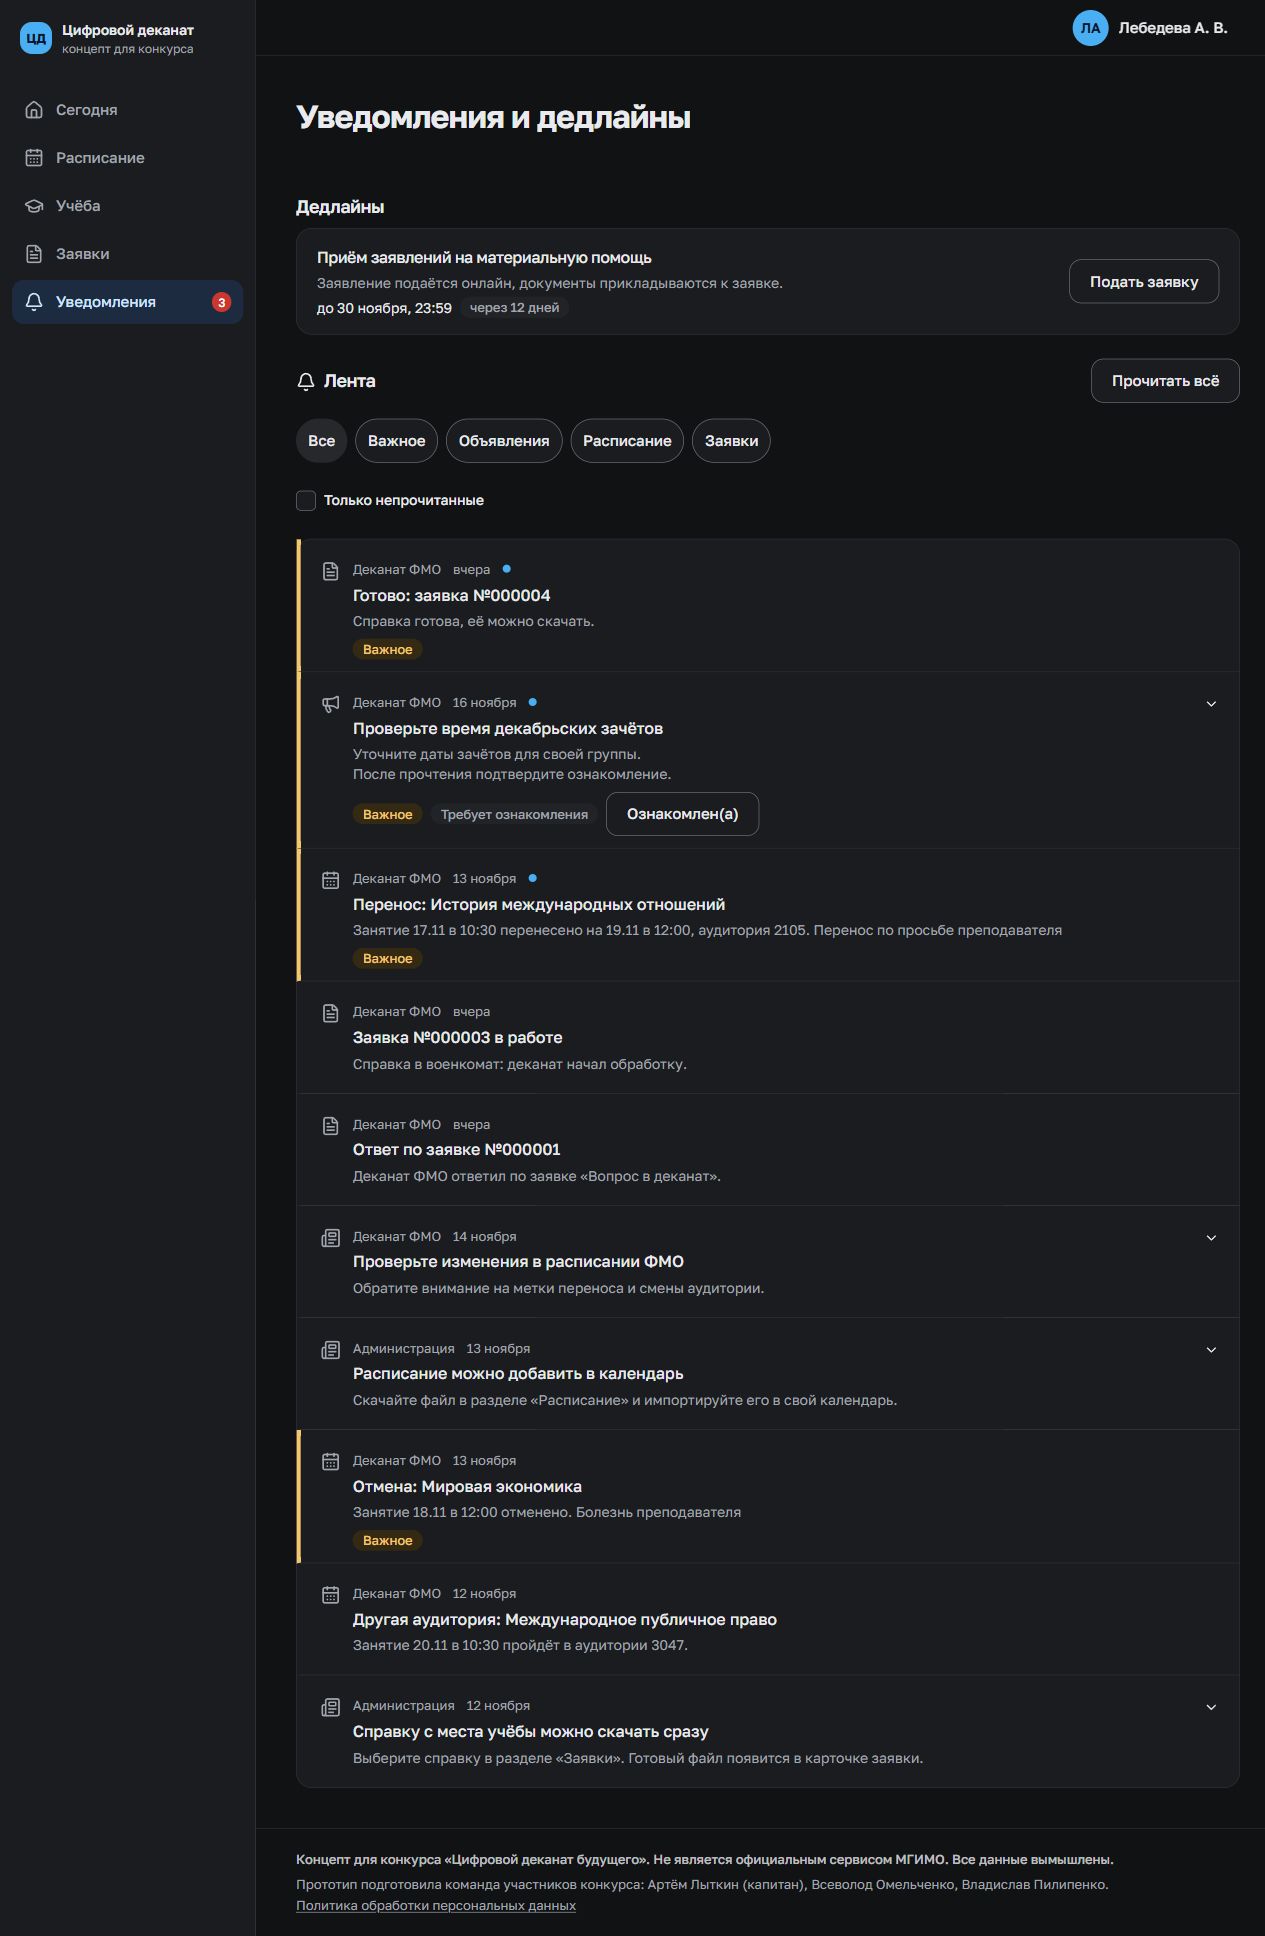 ЦД
Цифровой деканат
концепт для конкурса
Сегодня
Расписание
Учёба
Заявки
Уведомления 3
ЛА Лебедева А. В.
Уведомления и дедлайны
Дедлайны
Приём заявлений на материальную помощь
Заявление подаётся онлайн, документы прикладываются к заявке.
до 30 ноября, 23:59 через 12 дней
Подать заявку
Лента
Прочитать всё
Все Важное Объявления Расписание Заявки
Только непрочитанные
Деканат ФМО вчера
Готово: заявка №000004
Справка готова, её можно скачать.
Важное
Деканат ФМО 16 ноября
Проверьте время декабрьских зачётов
Уточните даты зачётов для своей группы.
После прочтения подтвердите ознакомление.
Важное Требует ознакомления Ознакомлен(а)
Деканат ФМО 13 ноября
Перенос: История международных отношений
Занятие 17.11 в 10:30 перенесено на 19.11 в 12:00, аудитория 2105. Перенос по просьбе преподавателя
Важное
Деканат ФМО вчера
Заявка №000003 в работе
Справка в военкомат: деканат начал обработку.
Деканат ФМО вчера
Ответ по заявке №000001
Деканат ФМО ответил по заявке «Вопрос в деканат».
Деканат ФМО 14 ноября
Проверьте изменения в расписании ФМО
Обратите внимание на метки переноса и смены аудитории.
Администрация 13 ноября
Расписание можно добавить в календарь
Скачайте файл в разделе «Расписание» и импортируйте его в свой календарь.
Деканат ФМО 13 ноября
Отмена: Мировая экономика
Занятие 18.11 в 12:00 отменено. Болезнь преподавателя
Важное
Деканат ФМО 12 ноября
Другая аудитория: Международное публичное право
Занятие 20.11 в 10:30 пройдёт в аудитории 3047.
Администрация 12 ноября
Справку с места учёбы можно скачать сразу
Выберите справку в разделе «Заявки». Готовый файл появится в карточке заявки.
Концепт для конкурса «Цифровой деканат будущего». Не является официальным сервисом МГИМО. Все данные вымышлены.
Прототип подготовила команда участников конкурса: Артём Лыткин (капитан), Всеволод Омельченко, Владислав Пилипенко.
Политика обработки персональных данных